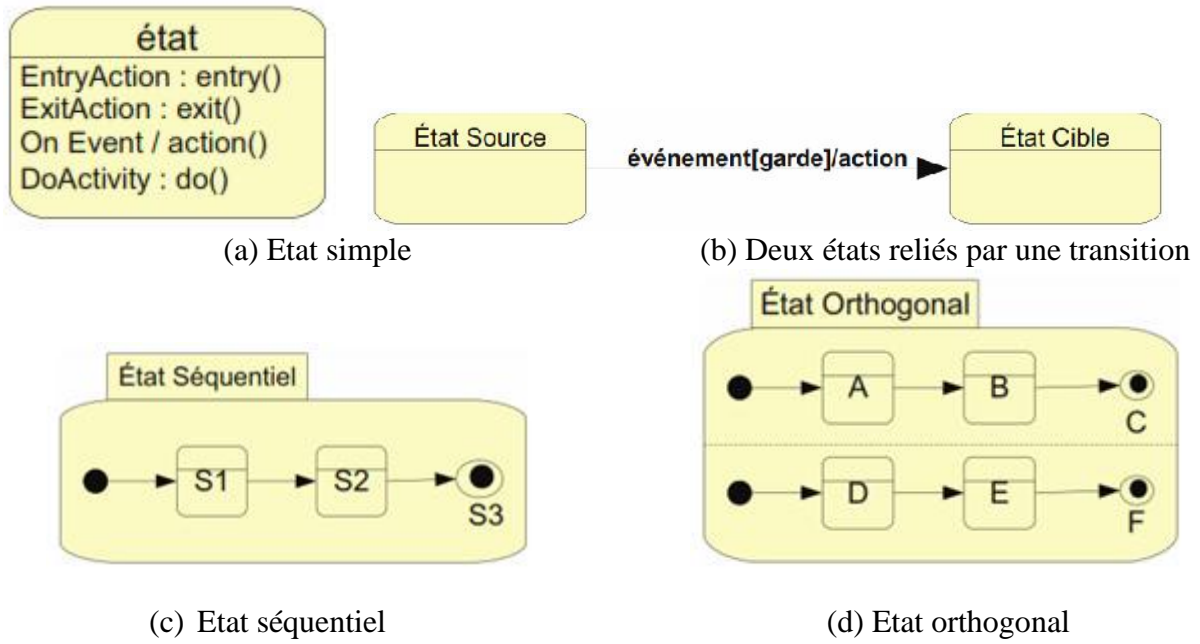 état
EntryAction : entry()
ExitAction : exit()
On Event / action()
DoActivity : do()
État Source
événement[garde]/action
État Cible
(a) Etat simple
(b) Deux états reliés par une transition
État Séquentiel
S1
S2
S3
État Orthogonal
A
B
C
D
E
F
(c) Etat séquentiel
(d) Etat orthogonal